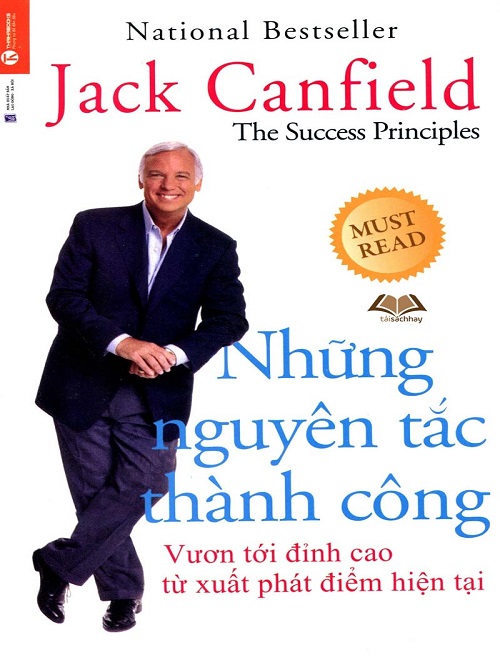 National Bestseller
Jack Canfield
The Success Principles
MUST
READ
tảisáchhay
Những
nguyên tắc
thành công
Vươn tới đỉnh cao
từ xuất phát điểm hiện tại